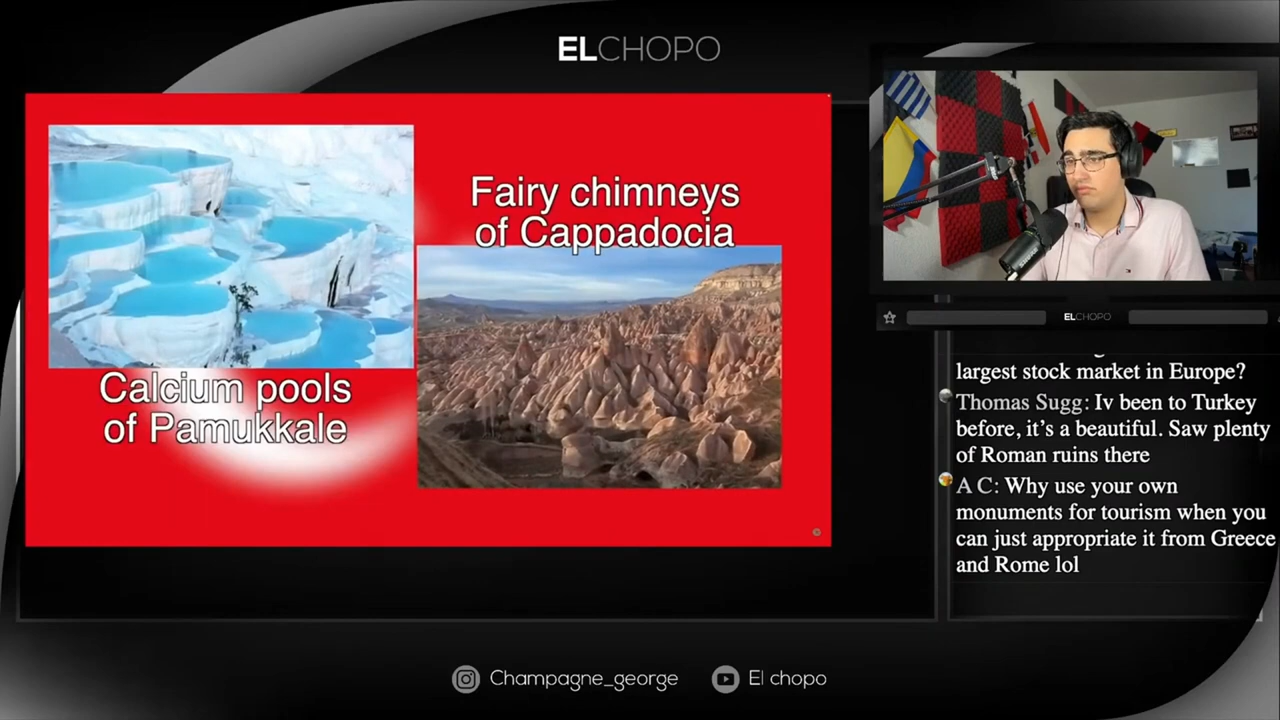 ELCHOPO
Fairy chimneys
of Cappadocia
Calcium pools
of Pamukkale
ELCHOPO
largest stock market in Europe?
Thomas Sugg: Iv been to Turkey
before, it’s a beautiful. Saw plenty
of Roman ruins there
A C: Why use your own
monuments for tourism when you
can just appropriate it from Greece
and Rome lol
Champagne_george
El chopo